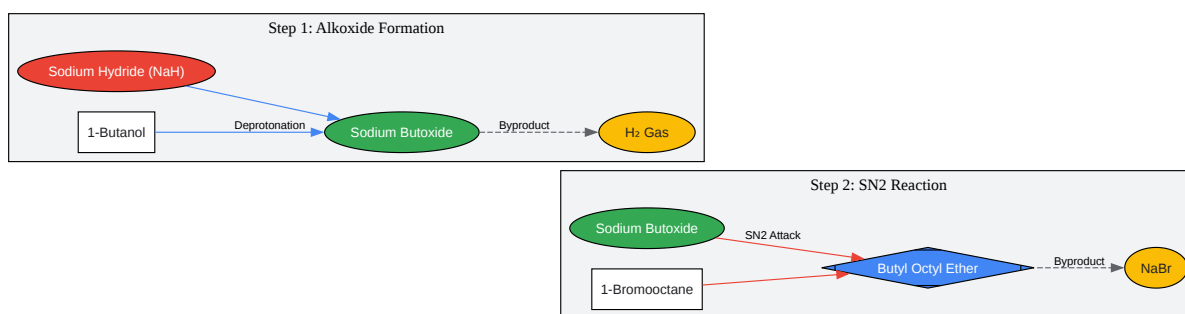 Step 1: Alkoxide Formation
Sodium Hydride (NaH)
1-Butanol
Deprotonation
Sodium Butoxide
Byproduct
H₂ Gas
Step 2: SN2 Reaction
Sodium Butoxide
SN2 Attack
1-Bromooctane
Butyl Octyl Ether
Byproduct
NaBr